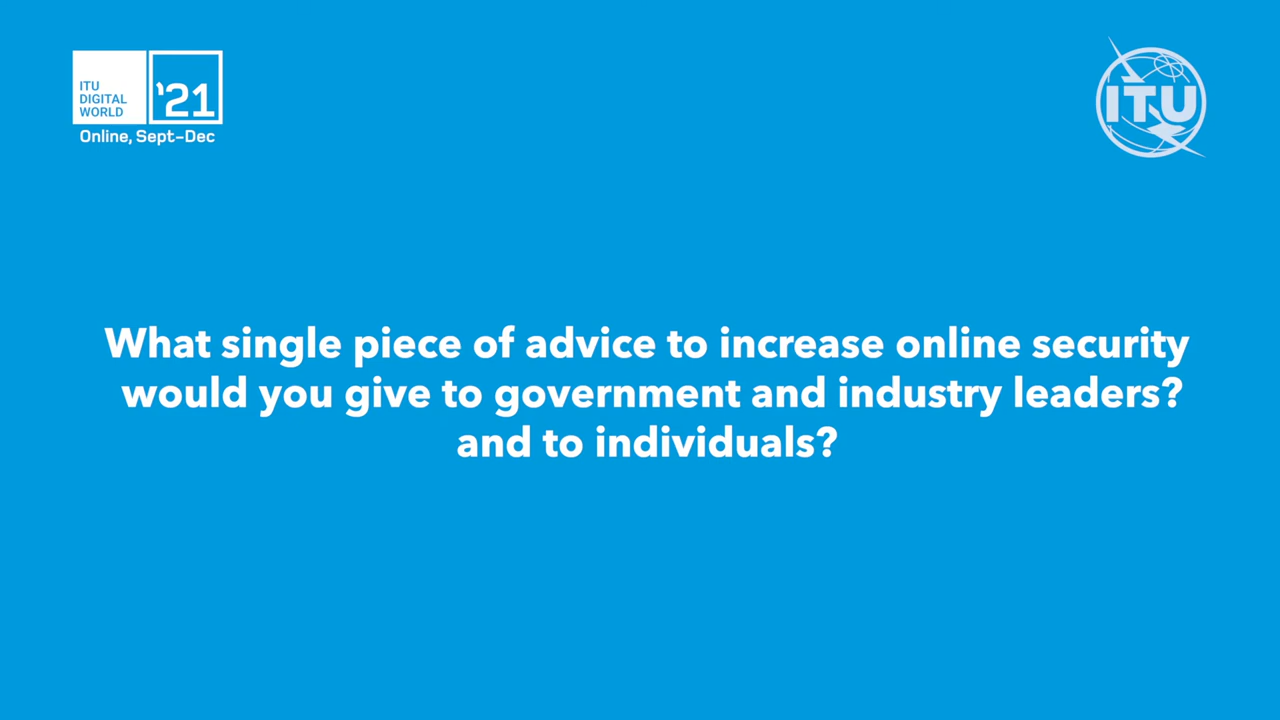 ITU
DIGITAL
WORLD
'21
Online, Sept–Dec
ITU
What single piece of advice to increase online security
would you give to government and industry leaders?
and to individuals?